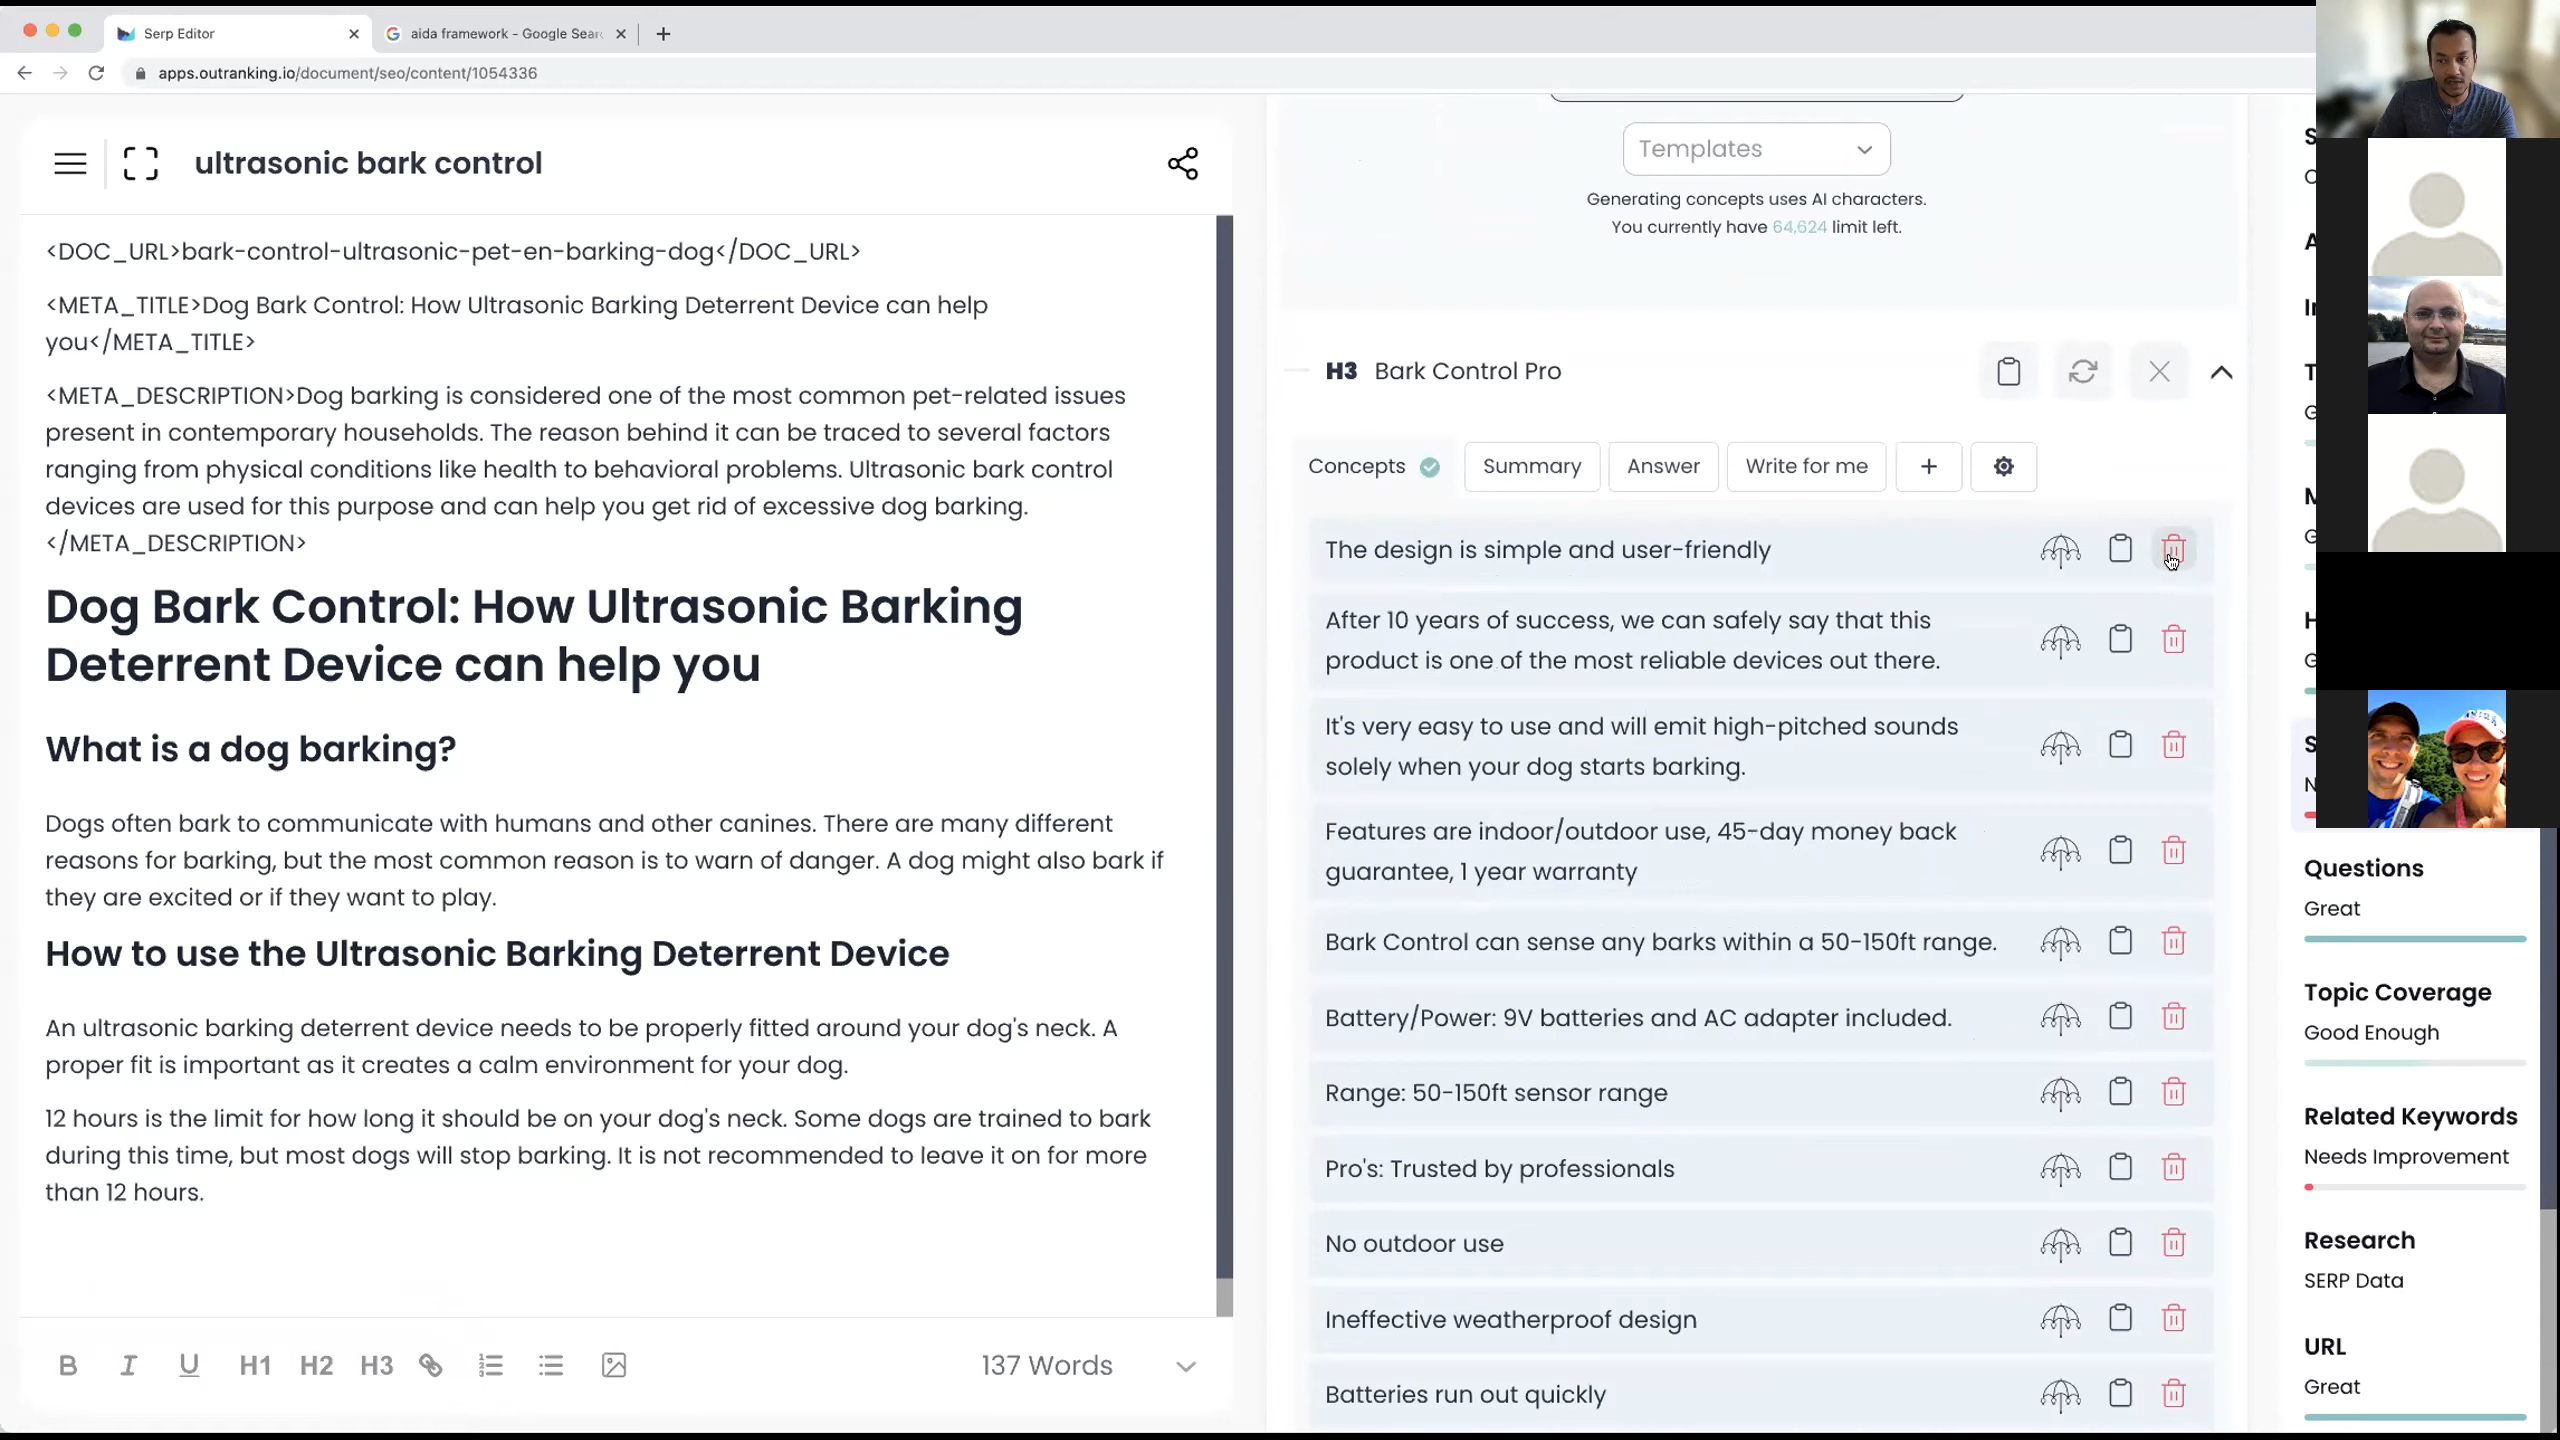 Serp Editor
aida framework - Google Sear
apps.outranking.io/document/seo/content/1054336
ultrasonic bark control
<DOC_URL>bark-control-ultrasonic-pet-en-barking-dog</DOC_URL>
<META_TITLE>Dog Bark Control: How Ultrasonic Barking Deterrent Device can help
you</META_TITLE>
<META_DESCRIPTION>Dog barking is considered one of the most common pet-related issues
present in contemporary households. The reason behind it can be traced to several factors
ranging from physical conditions like health to behavioral problems. Ultrasonic bark control
devices are used for this purpose and can help you get rid of excessive dog barking.
</META_DESCRIPTION>
Dog Bark Control: How Ultrasonic Barking
Deterrent Device can help you
What is a dog barking?
Dogs often bark to communicate with humans and other canines. There are many different
reasons for barking, but the most common reason is to warn of danger. A dog might also bark if
they are excited or if they want to play.
How to use the Ultrasonic Barking Deterrent Device
An ultrasonic barking deterrent device needs to be properly fitted around your dog's neck. A
proper fit is important as it creates a calm environment for your dog.
12 hours is the limit for how long it should be on your dog's neck. Some dogs are trained to bark
during this time, but most dogs will stop barking. It is not recommended to leave it on for more
than 12 hours.
B I U H1 H2 H3
137 Words
Templates
Generating concepts uses AI characters.
You currently have 64,624 limit left.
H3 Bark Control Pro
Concepts Summary Answer Write for me +
The design is simple and user-friendly
After 10 years of success, we can safely say that this
product is one of the most reliable devices out there.
It's very easy to use and will emit high-pitched sounds
solely when your dog starts barking.
Features are indoor/outdoor use, 45-day money back
guarantee, 1 year warranty
Bark Control can sense any barks within a 50-150ft range.
Battery/Power: 9V batteries and AC adapter included.
Range: 50-150ft sensor range
Pro's: Trusted by professionals
No outdoor use
Ineffective weatherproof design
Batteries run out quickly
Questions
Great
Topic Coverage
Good Enough
Related Keywords
Needs Improvement
Research
SERP Data
URL
Great